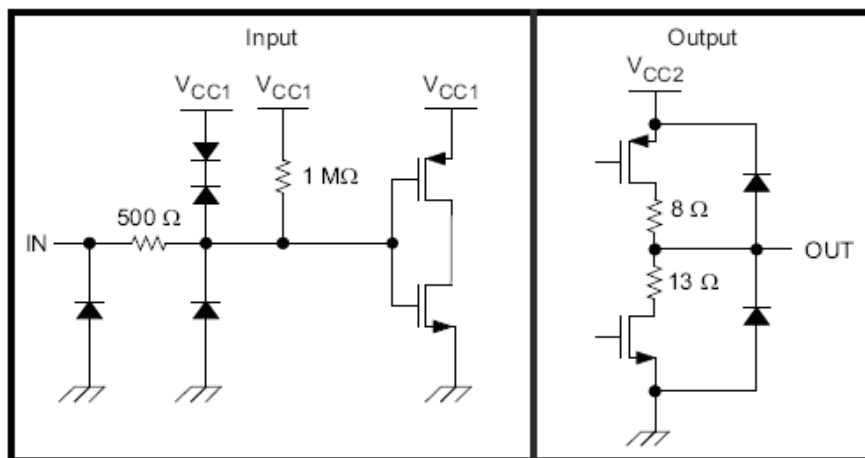 Input
VCC1
VCC1
VCC1
1 MΩ
500 Ω
IN
Output
VCC2
8 Ω
OUT
13 Ω